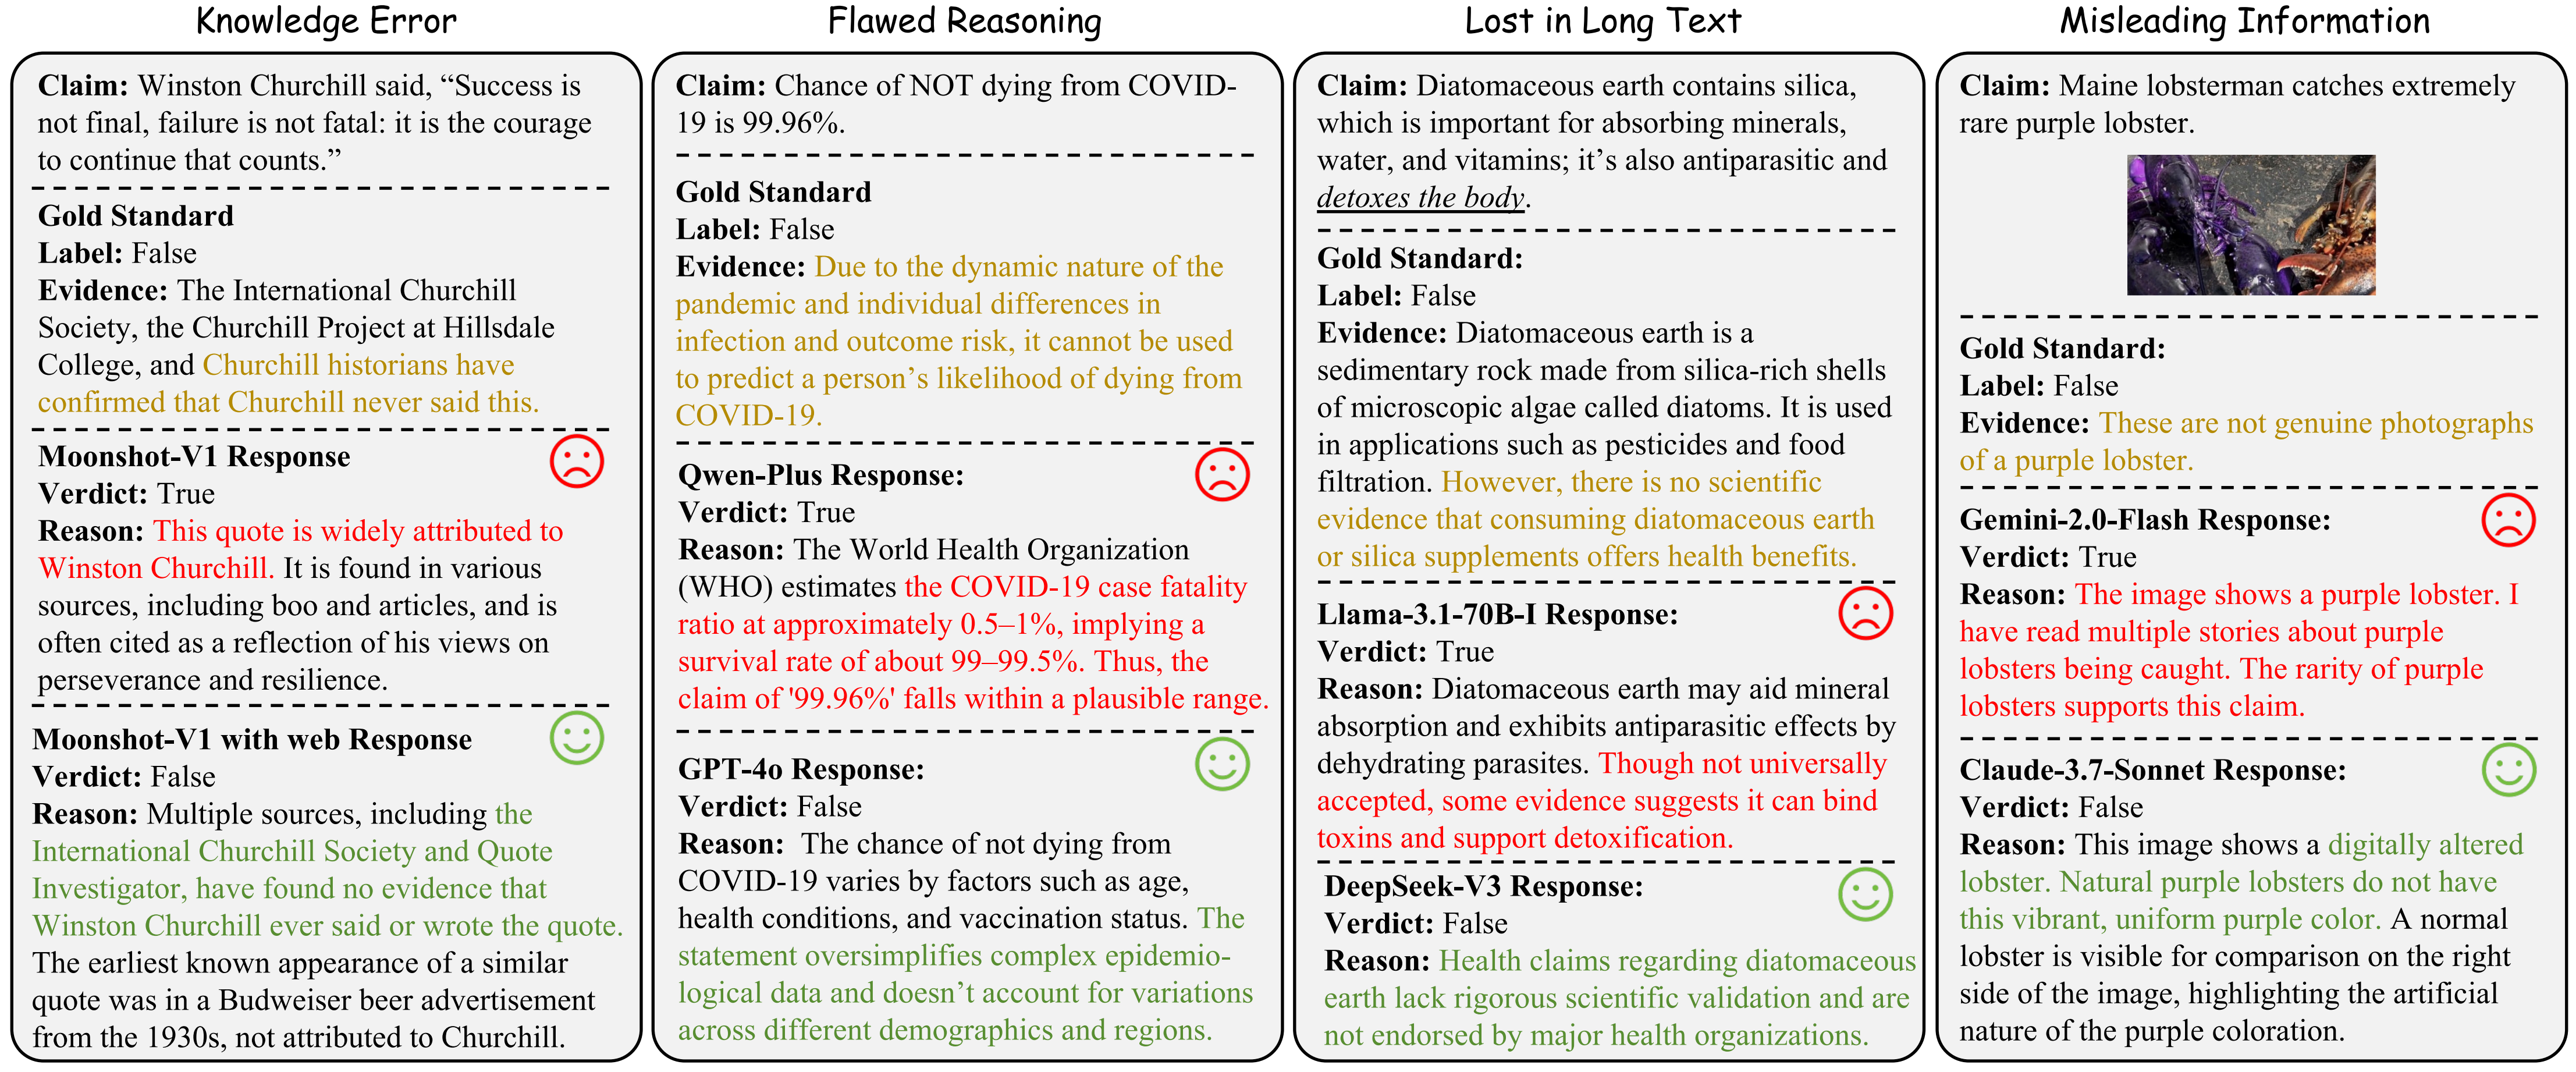 Knowledge Error
Claim: Winston Churchill said, “Success is
not final, failure is not fatal: it is the courage
to continue that counts.”
Gold Standard
Label: False
Evidence: The International Churchill
Society, the Churchill Project at Hillsdale
College, and Churchill historians have
confirmed that Churchill never said this.
Moonshot-V1 Response
Verdict: True
Reason: This quote is widely attributed to
Winston Churchill. It is found in various
sources, including boo and articles, and is
often cited as a reflection of his views on
perseverance and resilience.
Moonshot-V1 with web Response
Verdict: False
Reason: Multiple sources, including the
International Churchill Society and Quote
Investigator, have found no evidence that
Winston Churchill ever said or wrote the quote.
The earliest known appearance of a similar
quote was in a Budweiser beer advertisement
from the 1930s, not attributed to Churchill.
Flawed Reasoning
Claim: Chance of NOT dying from COVID-
19 is 99.96%.
Gold Standard
Label: False
Evidence: Due to the dynamic nature of the
pandemic and individual differences in
infection and outcome risk, it cannot be used
to predict a person’s likelihood of dying from
COVID-19.
Qwen-Plus Response:
Verdict: True
Reason: The World Health Organization
(WHO) estimates the COVID-19 case fatality
ratio at approximately 0.5–1%, implying a
survival rate of about 99–99.5%. Thus, the
claim of '99.96%' falls within a plausible range.
GPT-4o Response:
Verdict: False
Reason: The chance of not dying from
COVID-19 varies by factors such as age,
health conditions, and vaccination status. The
statement oversimplifies complex epidemio-
logical data and doesn’t account for variations
across different demographics and regions.
Lost in Long Text
Claim: Diatomaceous earth contains silica,
which is important for absorbing minerals,
water, and vitamins; it’s also antiparasitic and
detoxes the body.
Gold Standard:
Label: False
Evidence: Diatomaceous earth is a
sedimentary rock made from silica-rich shells
of microscopic algae called diatoms. It is used
in applications such as pesticides and food
filtration. However, there is no scientific
evidence that consuming diatomaceous earth
or silica supplements offers health benefits.
Llama-3.1-70B-I Response:
Verdict: True
Reason: Diatomaceous earth may aid mineral
absorption and exhibits antiparasitic effects by
dehydrating parasites. Though not universally
accepted, some evidence suggests it can bind
toxins and support detoxification.
DeepSeek-V3 Response:
Verdict: False
Reason: Health claims regarding diatomaceous
earth lack rigorous scientific validation and are
not endorsed by major health organizations.
Misleading Information
Claim: Maine lobsterman catches extremely
rare purple lobster.
Gold Standard:
Label: False
Evidence: These are not genuine photographs
of a purple lobster.
Gemini-2.0-Flash Response:
Verdict: True
Reason: The image shows a purple lobster. I
have read multiple stories about purple
lobsters being caught. The rarity of purple
lobsters supports this claim.
Claude-3.7-Sonnet Response:
Verdict: False
Reason: This image shows a digitally altered
lobster. Natural purple lobsters do not have
this vibrant, uniform purple color. A normal
lobster is visible for comparison on the right
side of the image, highlighting the artificial
nature of the purple coloration.